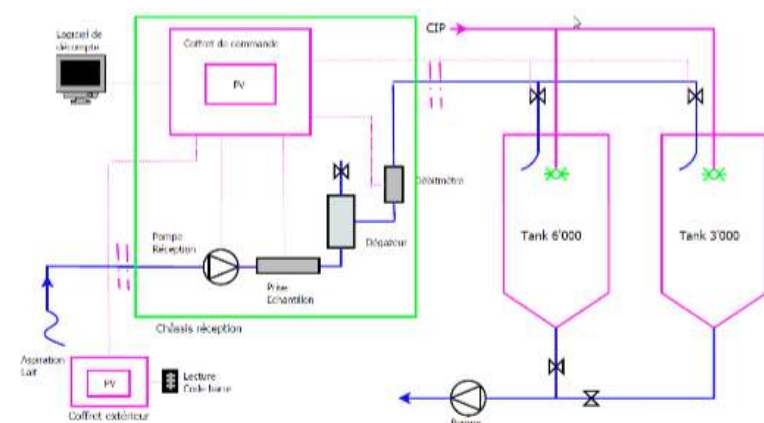 CIP
Logiciel de
décompte
Coffret de commande
PV
Débitmètre
Dégazeur
Pompe
Réception
Prise
Echantillon
Châssis réception
Tank 6'000
Tank 3'000
Aspiration
Lait
PV
Lecture
Code barre
Coffret extérieur